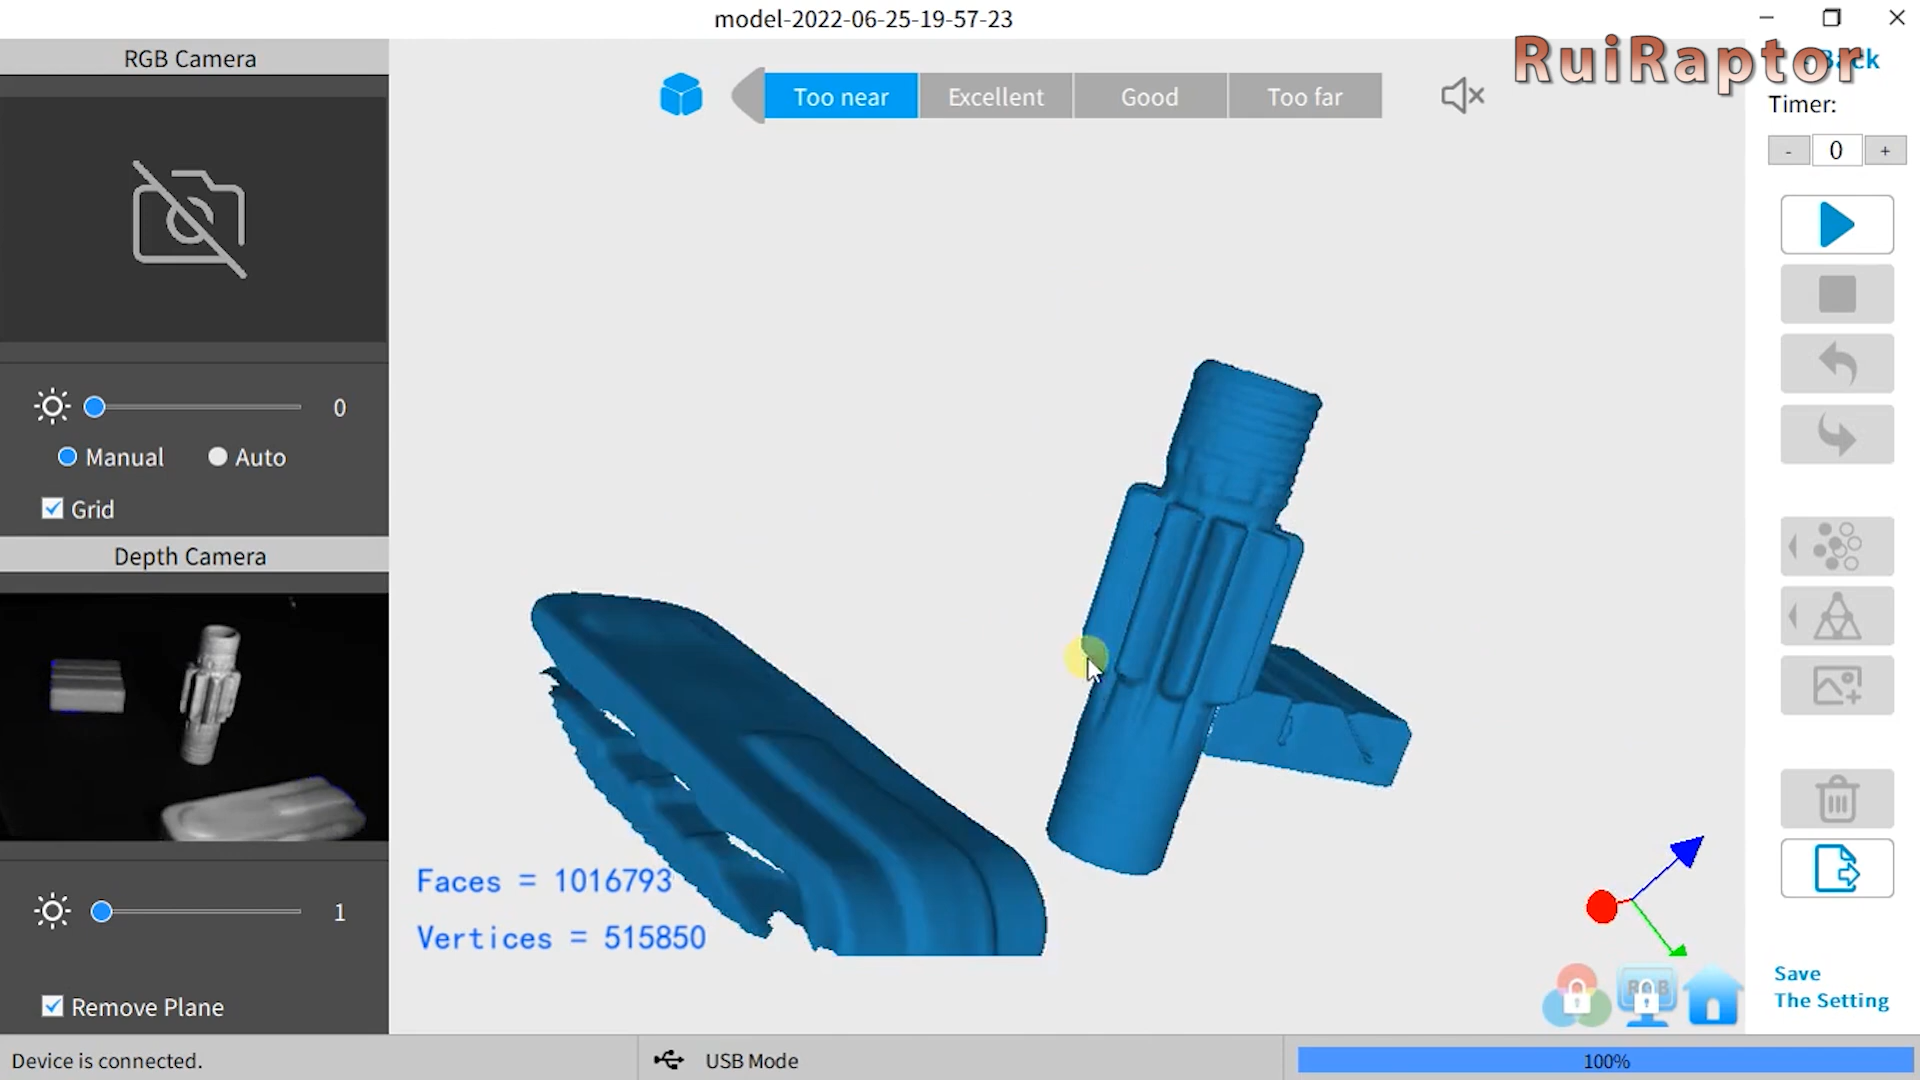 model-2022-06-25-19-57-23
RGB Camera
RuiRaptor
Too near
Excellent
Good
Too far
Timer:
-
0
+
0
Manual
Auto
Grid
Depth Camera
Faces = 1016793
Vertices = 515850
1
Remove Plane
RGB
Save
The Setting
Device is connected.
USB Mode
100%